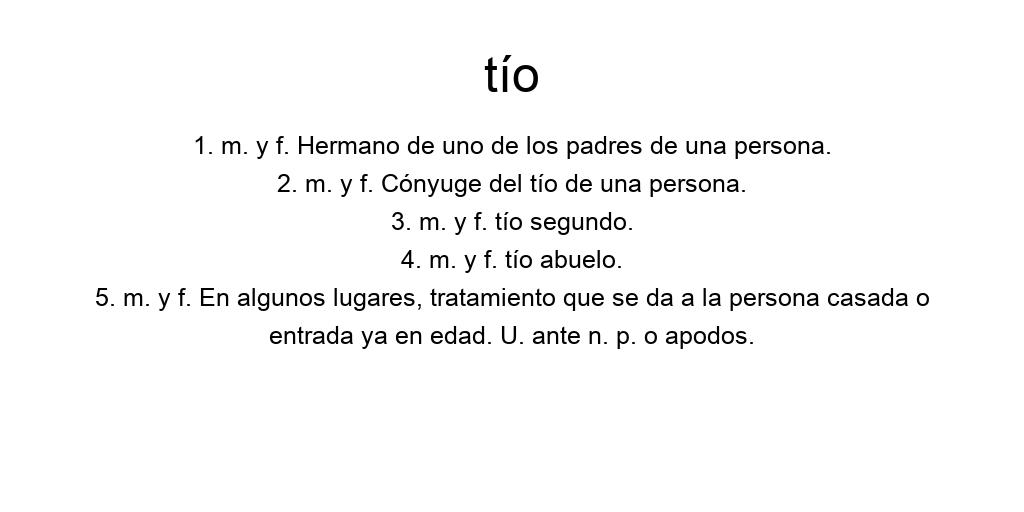 tío
1. m. y f. Hermano de uno de los padres de una persona.
2. m. y f. Cónyuge del tío de una persona.
3. m. y f. tío segundo.
4. m. y f. tío abuelo.
5. m. y f. En algunos lugares, tratamiento que se da a la persona casada o
entrada ya en edad. U. ante n. p. o apodos.